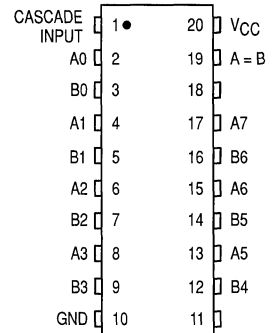 CASCADE
INPUT 1 20 VCC
A0 2 19 A = B
B0 3 18
A1 4 17 A7
B1 5 16 B6
A2 6 15 A6
B2 7 14 B5
A3 8 13 A5
B3 9 12 B4
GND 10 11